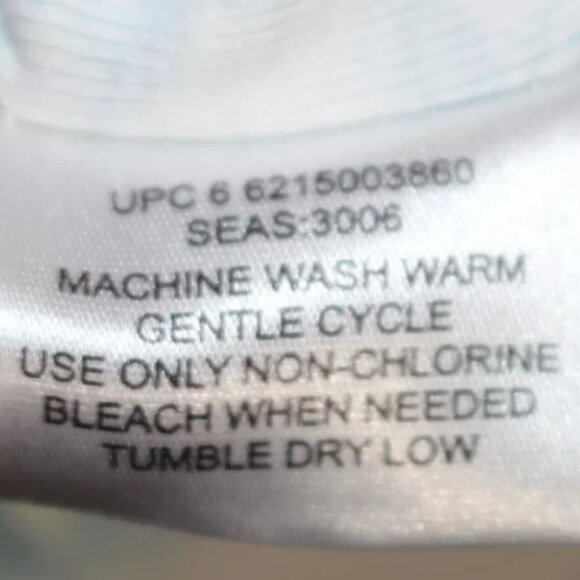 UPC 6 6215003860
SEAS:3006
MACHINE WASH WARM
GENTLE CYCLE
USE ONLY NON-CHLORINE
BLEACH WHEN NEEDED
TUMBLE DRY LOW